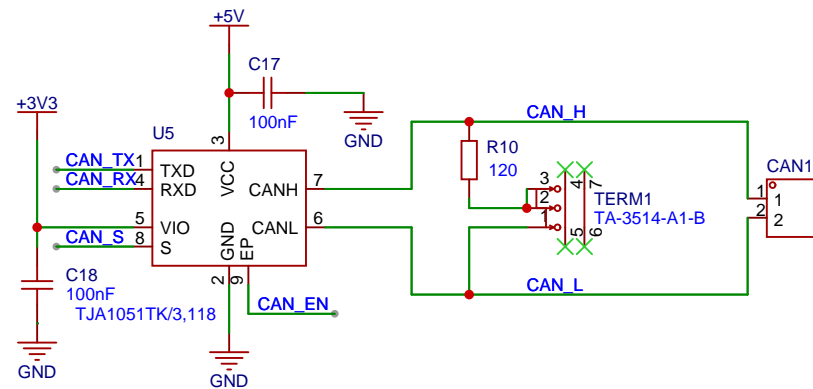 +5V
C17
100nF
GND
+3V3
U5
CAN_TX 1 TXD
CAN_RX 4 RXD
3 VCC
CANH 7
5 VIO
CANL 6
CAN_S 8 S
GND 2
EP 9
C18
100nF
TJA1051TK/3,118
CAN_EN
GND
GND
CAN_H
R10
120
3
2
1
4 7
5 6
TERM1
TA-3514-A1-B
CAN_L
CAN1
1 1
2 2